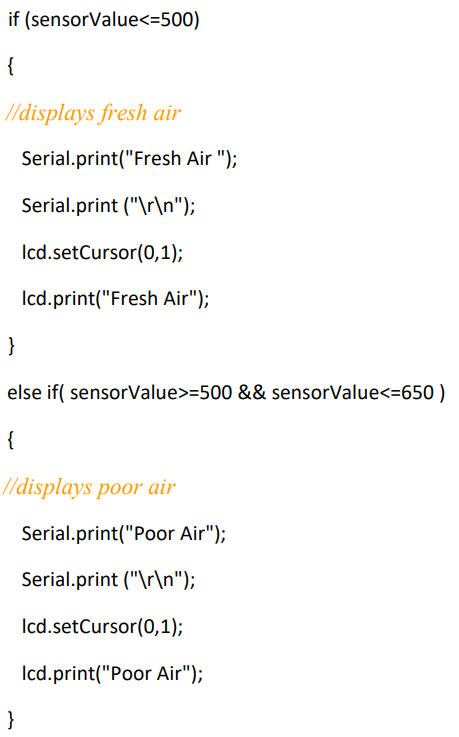 if (sensorValue<=500)
{
//displays fresh air
Serial.print("Fresh Air ");
Serial.print ("\r\n");
lcd.setCursor(0,1);
lcd.print("Fresh Air");
}
else if( sensorValue>=500 && sensorValue<=650 )
{
//displays poor air
Serial.print("Poor Air");
Serial.print ("\r\n");
lcd.setCursor(0,1);
lcd.print("Poor Air");
}